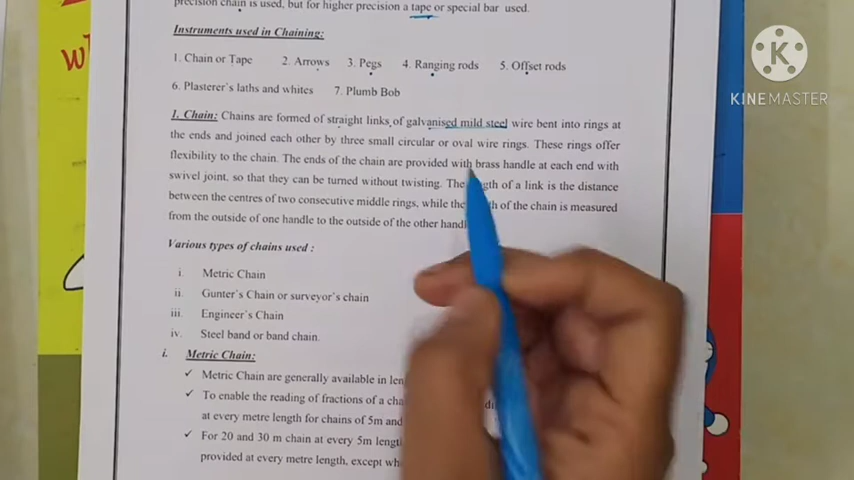 precision chain is used, but for higher precision a tape or special bar used.
Instruments used in Chaining:
1. Chain or Tape 2. Arrows 3. Pegs 4. Ranging rods 5. Offset rods
6. Plasterer's laths and whites 7. Plumb Bob
1. Chain: Chains are formed of straight links of galvanised mild steel wire bent into rings at
the ends and joined each other by three small circular or oval wire rings. These rings offer
flexibility to the chain. The ends of the chain are provided with brass handle at each end with
swivel joint, so that they can be turned without twisting. The of a link is the distance
between the centres of two consecutive middle rings, while the of the chain is measured
from the outside of one handle to the outside of the other
Various types of chains used :
i. Metric Chain
ii. Gunter's Chain or surveyor's chain
iii. Engineer's Chain
iv. Steel band or band chain.
i. Metric Chain:
✓ Metric Chain are generally available in
✓ To enable the reading of fractions of a
at every metre length for chains of 5m and
✓ For 20 and 30 m chain at every 5m
provided at every metre length, except
K
KINEMASTER